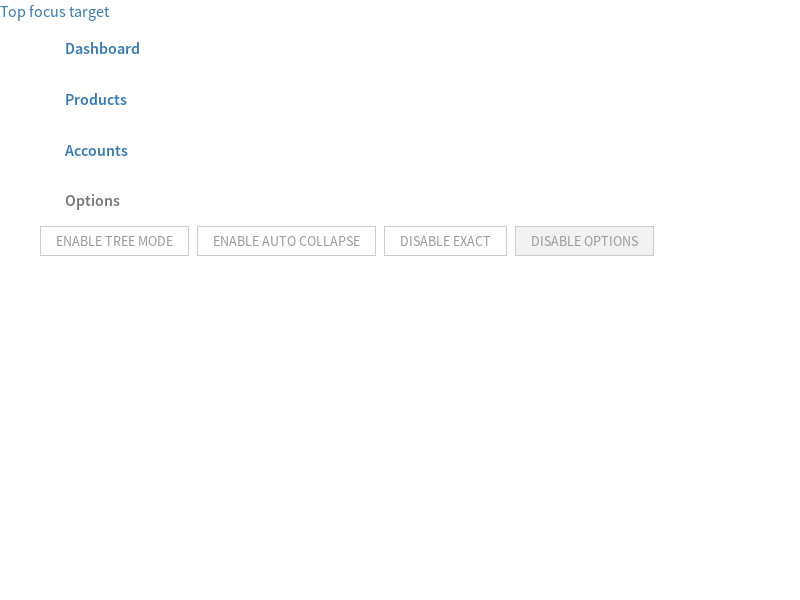 Top focus target
Dashboard
Products
Accounts
Options
ENABLE TREE MODE ENABLE AUTO COLLAPSE DISABLE EXACT DISABLE OPTIONS